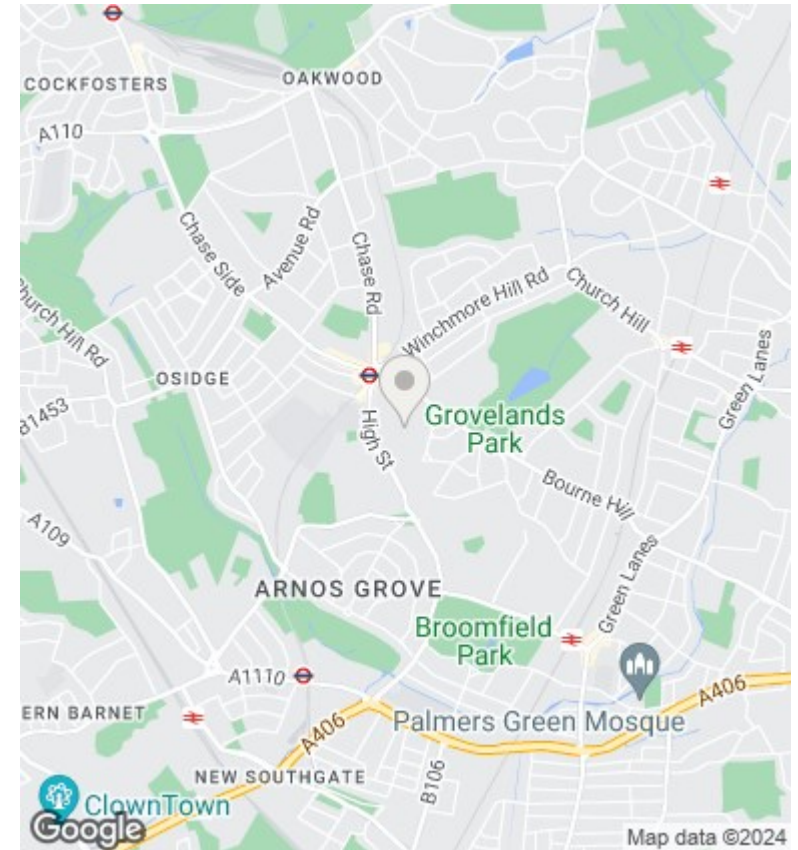 COCKFOSTERS
OAKWOOD
A110
Chase Side
Avenue Rd
Chase Rd
Winchmore Hill Rd
Church Hill
Church Hill Rd
Green Lanes
OSIDGE
B1453
High St
Grovelands
Park
Bourne Hill
A109
Green Lanes
ARNOS GROVE
Broomfield
Park
A1110
ERN BARNET
A406
Palmers Green Mosque
A406
NEW SOUTHGATE
B106
ClownTown
Google
Map data ©2024